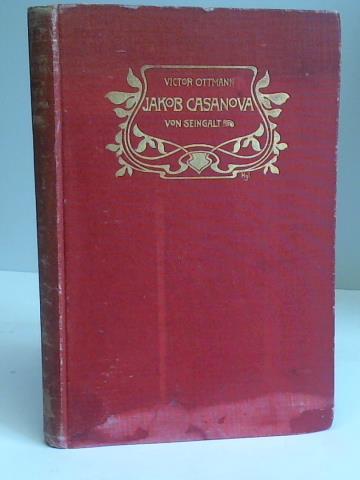 VICTOR OTTMANN
JAKOB CASANOVA
VON SEINGALT